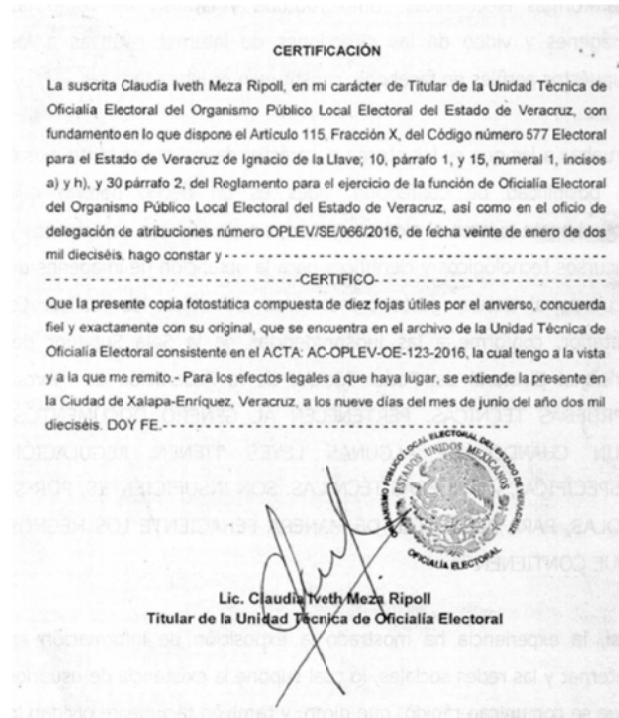 CERTIFICACIÓN
La suscrita Claudia Iveth Meza Ripoll, en mi carácter de Titular de la Unidad Técnica de
Oficialía Electoral del Organismo Público Local Electoral del Estado de Veracruz, con
fundamento en lo que dispone el Artículo 115, Fracción X, del Código número 577 Electoral
para el Estado de Veracruz de Ignacio de la Llave; 10, párrafo 1, y 15, numeral 1, incisos
a) y h), y 30 párrafo 2, del Reglamento para el ejercicio de la función de Oficialía Electoral
del Organismo Público Local Electoral del Estado de Veracruz, así como en el oficio de
delegación de atribuciones número OPLEV/SE/066/2016, de fecha veinte de enero de dos
mil dieciséis, hago constar y - - - - - - - - - - - - - - - - - - - - - - - - - - - - - - - - - - - -
- - - - - - - - - - - - - - - - - - - - - - - - -CERTIFICO- - - - - - - - - - - - - - - - - - - - - - - - -
Que la presente copia fotostática compuesta de diez fojas útiles por el anverso, concuerda
fiel y exactamente con su original, que se encuentra en el archivo de la Unidad Técnica de
Oficialía Electoral consistente en el ACTA: AC-OPLEV-OE-123-2016, la cual tengo a la vista
y a la que me remito.- Para los efectos legales a que haya lugar, se extiende la presente en
la Ciudad de Xalapa-Enríquez, Veracruz, a los nueve días del mes de junio del año dos mil
dieciséis. DOY FE.- - - - - - - - - - - - - - - - - - - - - - - - - - - - - - - - - - - - - - - -
ORGANISMO PÚBLICO LOCAL ELECTORAL DEL ESTADO DE VERACRUZ
ESTADOS UNIDOS MEXICANOS
OFICIALÍA ELECTORAL
Lic. Claudia Iveth Meza Ripoll
Titular de la Unidad Técnica de Oficialía Electoral